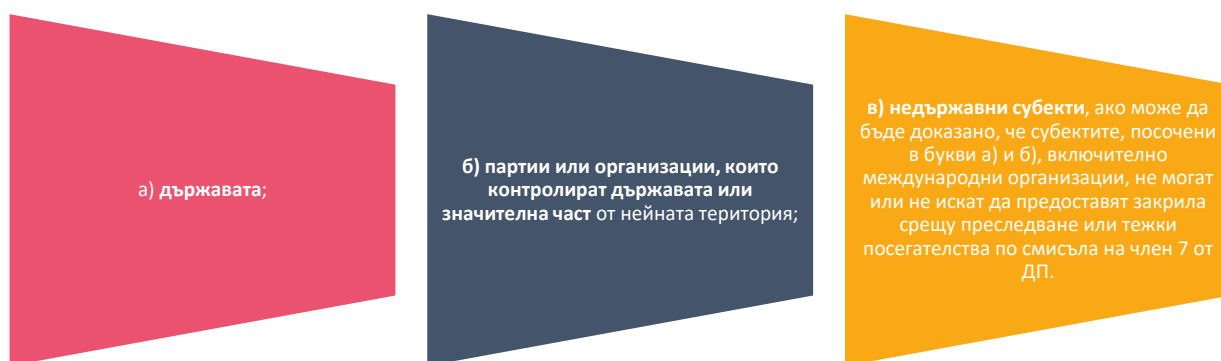 а) държавата;
б) партии или организации, които
контролират държавата или
значителна част от нейната територия;
в) недържавни субекти, ако може да
бъде доказано, че субектите, посочени
в букви а) и б), включително
международни организации, не могат
или не искат да предоставят закрила
срещу преследване или тежки
посегателства по смисъла на член 7 от
ДП.